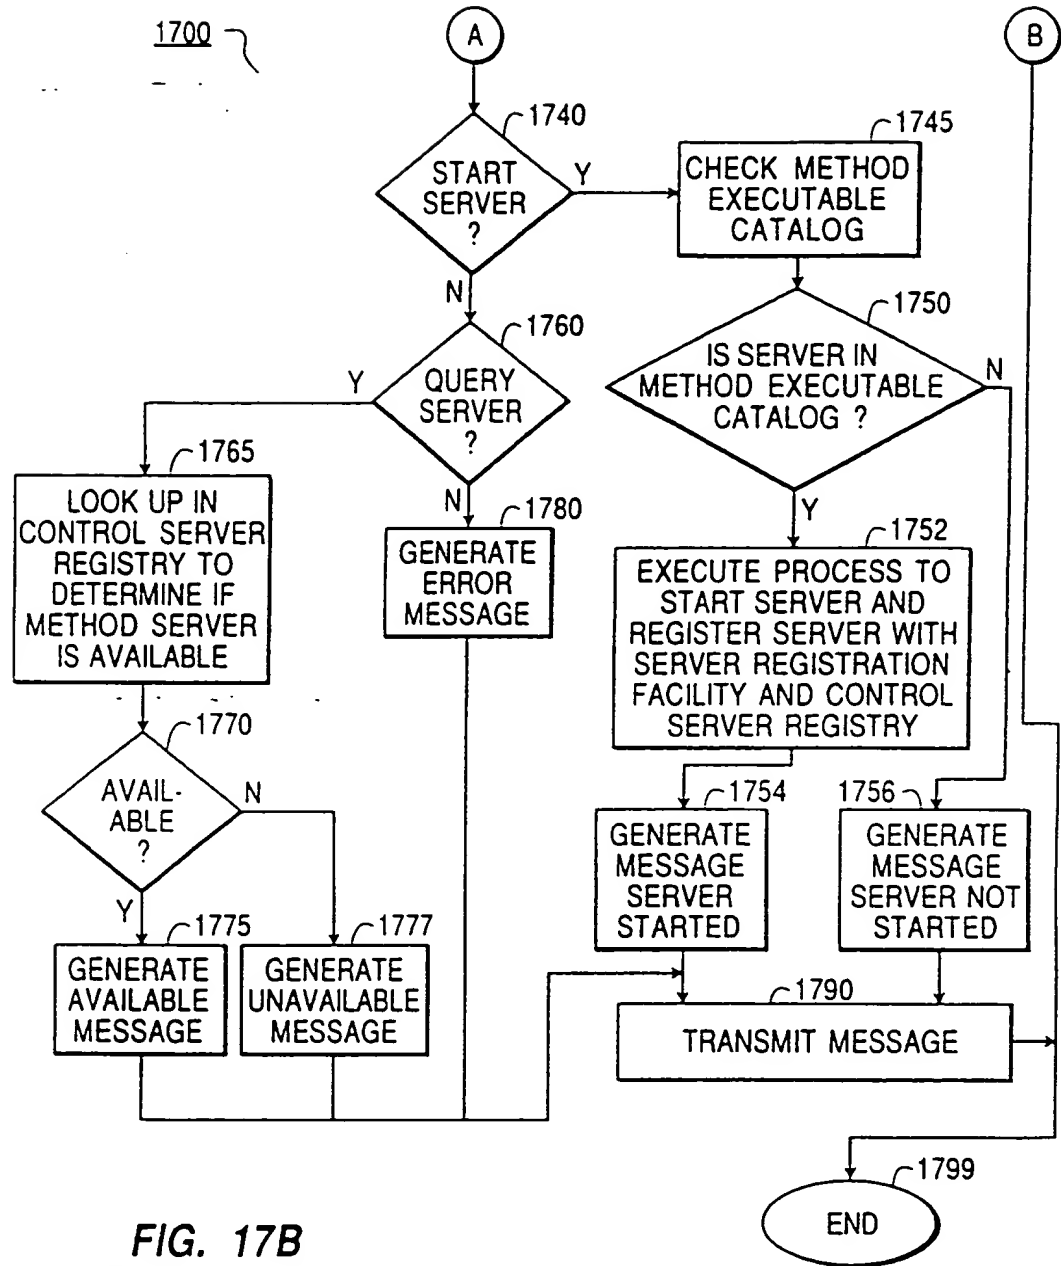 1700
A
B
1740
START
SERVER
?
Y
N
1745
CHECK METHOD
EXECUTABLE
CATALOG
1750
IS SERVER IN
METHOD EXECUTABLE
CATALOG ?
N
Y
1760
QUERY
SERVER
?
Y
N
1765
LOOK UP IN
CONTROL SERVER
REGISTRY TO
DETERMINE IF
METHOD SERVER
IS AVAILABLE
1780
GENERATE
ERROR
MESSAGE
1752
EXECUTE PROCESS TO
START SERVER AND
REGISTER SERVER WITH
SERVER REGISTRATION
FACILITY AND CONTROL
SERVER REGISTRY
1770
AVAIL-
ABLE
?
N
Y
1754
GENERATE
MESSAGE
SERVER
STARTED
1756
GENERATE
MESSAGE
SERVER NOT
STARTED
1775
GENERATE
AVAILABLE
MESSAGE
1777
GENERATE
UNAVAILABLE
MESSAGE
1790
TRANSMIT MESSAGE
1799
END
FIG. 17B